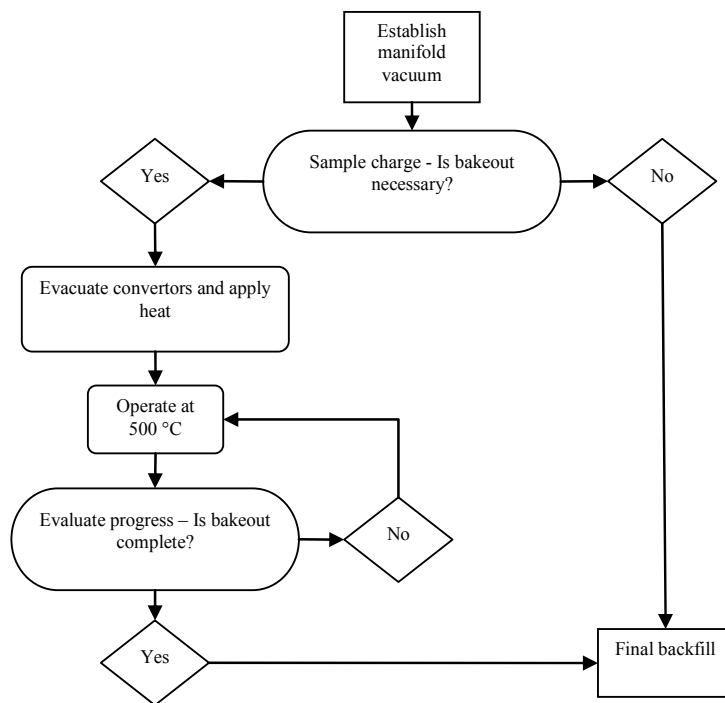 Establish
manifold
vacuum
Yes
Sample charge - Is bakeout
necessary?
No
Evacuate convertors and apply
heat
Operate at
500 °C
Evaluate progress – Is bakeout
complete?
No
Yes
Final backfill